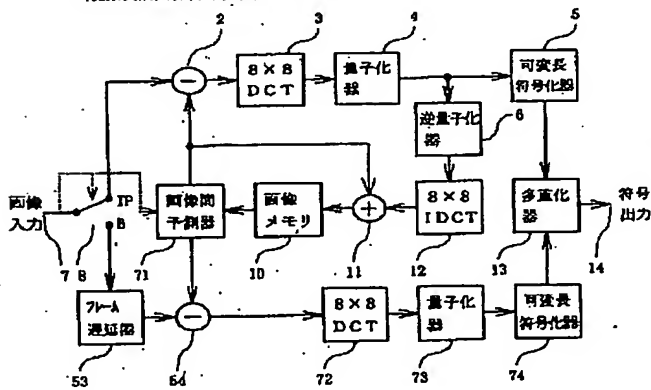 2
3
4
5
8×8
DCT
量子化
器
可変長
符号化器
逆量子化
器
6
画像
入力
IP
B
7
8
画像間
予測器
71
画像
メモリ
10
11
8×8
IDCT
12
多重化
器
13
符号
出力
14
フレーム
遅延器
53
54
8×8
DCT
72
量子化
器
73
可変長
符号化器
74